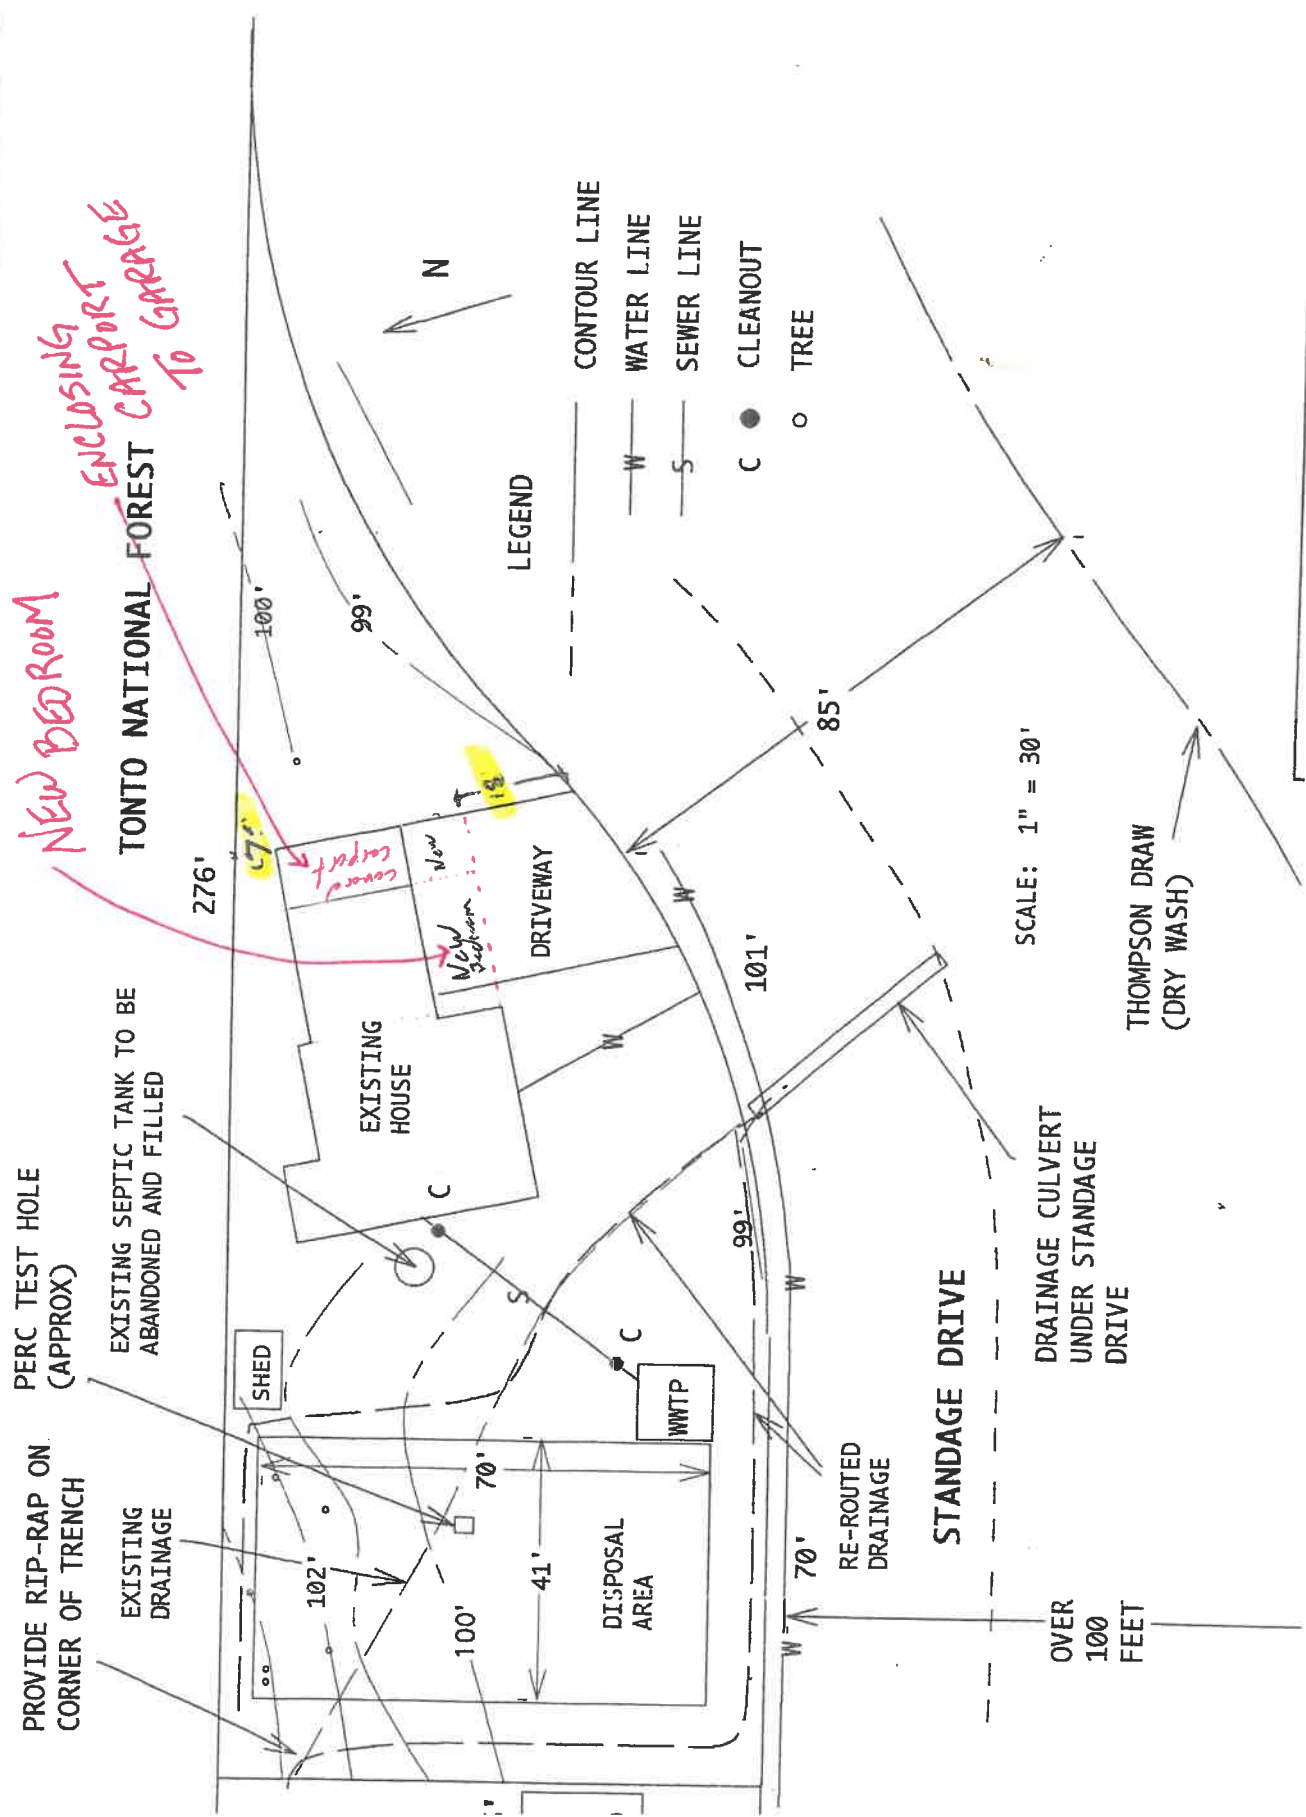 NEW BEDROOM
ENCLOSING
CARPORT
TO GARAGE
TONTO NATIONAL FOREST
276'
100'
99'
18'
covered
carport
New
New
Bedroom
DRIVEWAY
EXISTING
HOUSE
PROVIDE RIP-RAP ON
CORNER OF TRENCH
PERC TEST HOLE
(APPROX)
EXISTING SEPTIC TANK TO BE
ABANDONED AND FILLED
EXISTING
DRAINAGE
SHED
102'
100'
70'
41'
DISPOSAL
AREA
WWTP
C
C
S
W
W
W
W
99'
101'
70'
85'
RE-ROUTED
DRAINAGE
STANDAGE DRIVE
DRAINAGE CULVERT
UNDER STANDAGE
DRIVE
OVER
100
FEET
THOMPSON DRAW
(DRY WASH)
SCALE: 1" = 30'
N
LEGEND
CONTOUR LINE
W WATER LINE
S SEWER LINE
C CLEANOUT
TREE